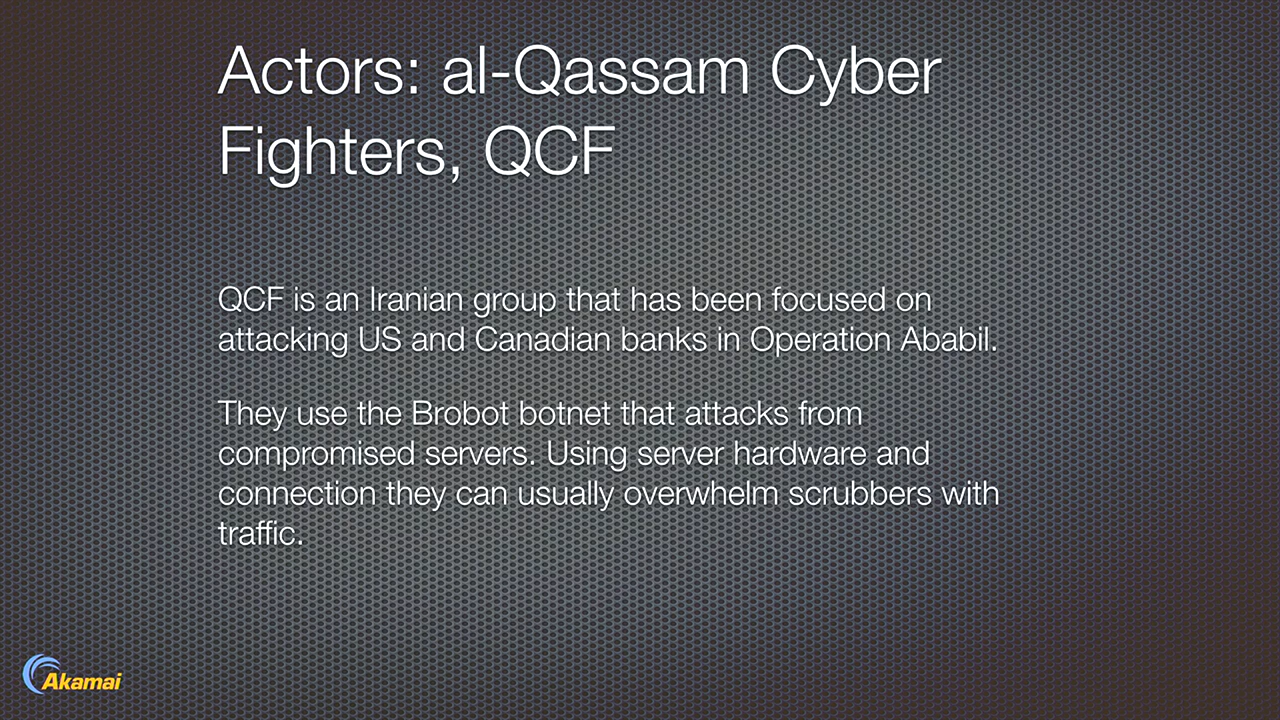 Actors: al-Qassam Cyber
Fighters, QCF
QCF is an Iranian group that has been focused on
attacking US and Canadian banks in Operation Ababil.
They use the Brobot botnet that attacks from
compromised servers. Using server hardware and
connection they can usually overwhelm scrubbers with
traffic.
Akamai